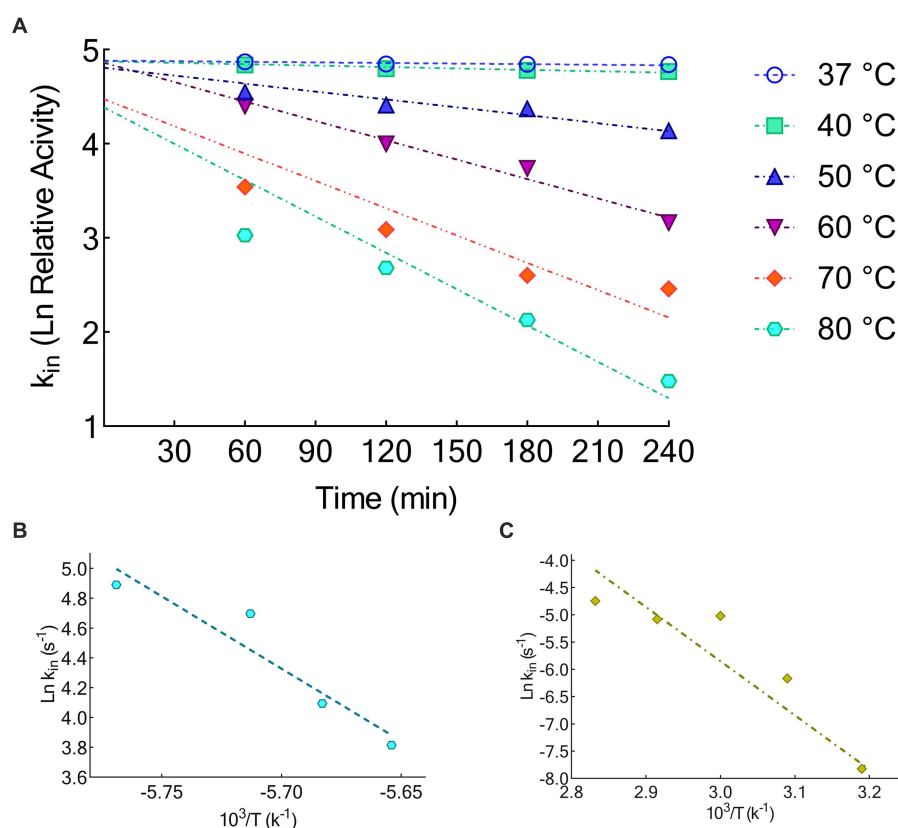 A
k_in (Ln Relative Acivity)
5
4
3
2
1
30 60 90 120 150 180 210 240
Time (min)
37 °C
40 °C
50 °C
60 °C
70 °C
80 °C
B
Ln k_in (s⁻¹)
5.0
4.8
4.6
4.4
4.2
4.0
3.8
3.6
-5.75 -5.70 -5.65
10³/T (k⁻¹)
C
Ln k_in (s⁻¹)
-4.0
-4.5
-5.0
-5.5
-6.0
-6.5
-7.0
-7.5
-8.0
2.8 2.9 3.0 3.1 3.2
10³/T (k⁻¹)